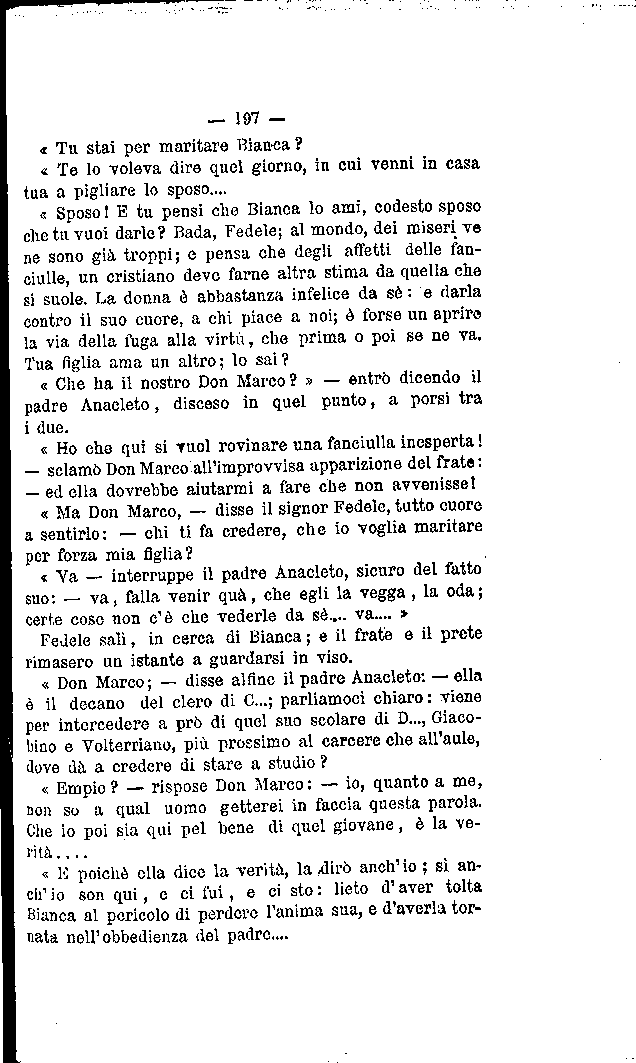 — 197 —
« Tu stai per maritare Bianca?
« Te lo voleva dire quel giorno, in cui venni in casa
tua a pigliare lo sposo....
« Sposo! E tu pensi che Bianca lo ami, codesto sposo
che tu vuoi darle? Bada, Fedele; al mondo, dei miseri ve
ne sono già troppi; e pensa che degli affetti delle fan-
ciulle, un cristiano deve farne altra stima da quella che
si suole. La donna è abbastanza infelice da sè: e darla
contro il suo cuore, a chi piace a noi; è forse un aprire
la via della fuga alla virtù, che prima o poi se ne va.
Tua figlia ama un altro; lo sai?
« Che ha il nostro Don Marco? » — entrò dicendo il
padre Anacleto, disceso in quel punto, a porsi tra
i due.
« Ho che qui si vuol rovinare una fanciulla inesperta!
— sclamò Don Marco all'improvvisa apparizione del frate:
— ed ella dovrebbe aiutarmi a fare che non avvenisse!
« Ma Don Marco, — disse il signor Fedele, tutto cuore
a sentirlo: — chi ti fa credere, che io voglia maritare
per forza mia figlia?
« Va — interruppe il padre Anacleto, sicuro del fatto
suo: — va, falla venir quà, che egli la vegga, la oda;
certe cose non c'è che vederle da sè.... va.... »
Fedele salì, in cerca di Bianca; e il frate e il prete
rimasero un istante a guardarsi in viso.
« Don Marco; — disse alfine il padre Anacleto: — ella
è il decano del clero di C...; parliamoci chiaro: viene
per intercedere a prò di quel suo scolare di D..., Giaco-
bino e Volterriano, più prossimo al carcere che all'aule,
dove dà a credere di stare a studio?
« Empio? — rispose Don Marco: — io, quanto a me,
non so a qual uomo getterei in faccia questa parola.
Che io poi sia qui pel bene di quel giovane, è la ve-
rità....
« E poichè ella dice la verità, la dirò anch'io; sì an-
ch'io son qui, e ci fui, e ci sto: lieto d'aver tolta
Bianca al pericolo di perdere l'anima sua, e d'averla tor-
nata nell'obbedienza del padre....